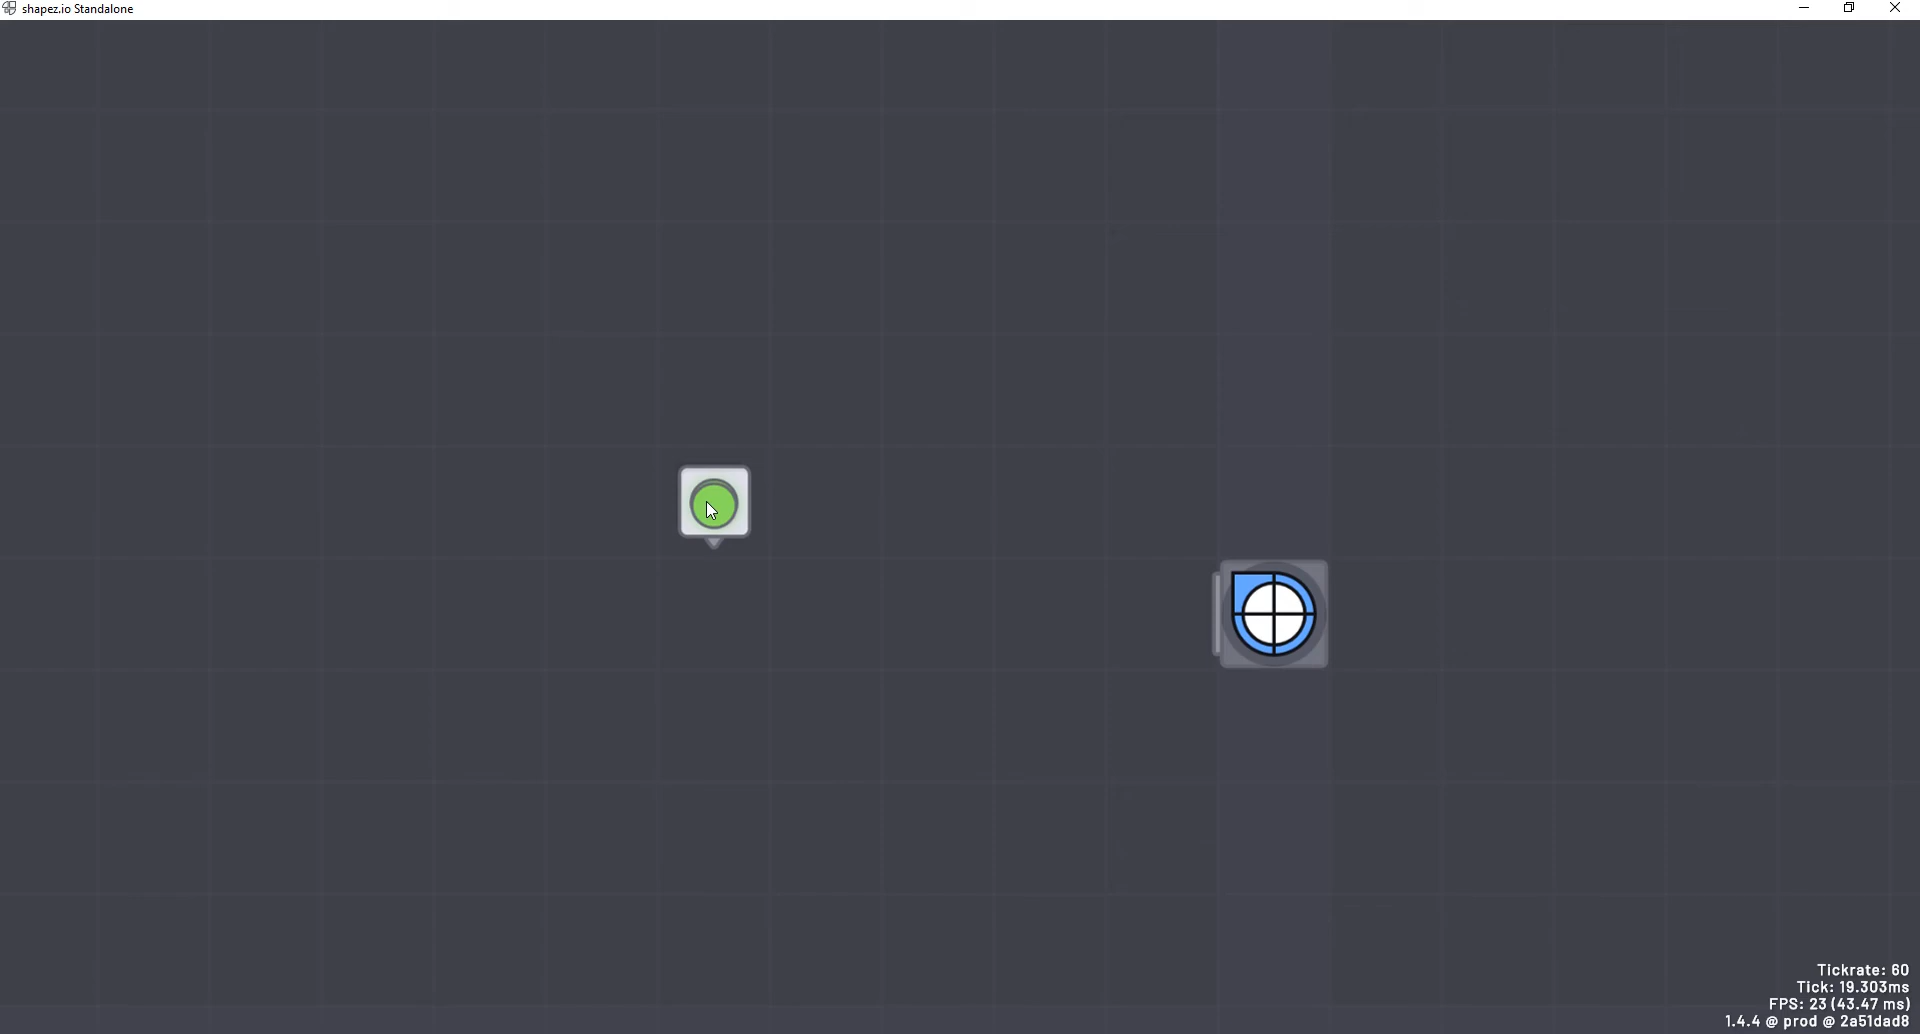 shapez.io Standalone
Tickrate: 60
Tick: 19.303ms
FPS: 23 (43.47 ms)
1.4.4 @ prod @ 2a51dad8